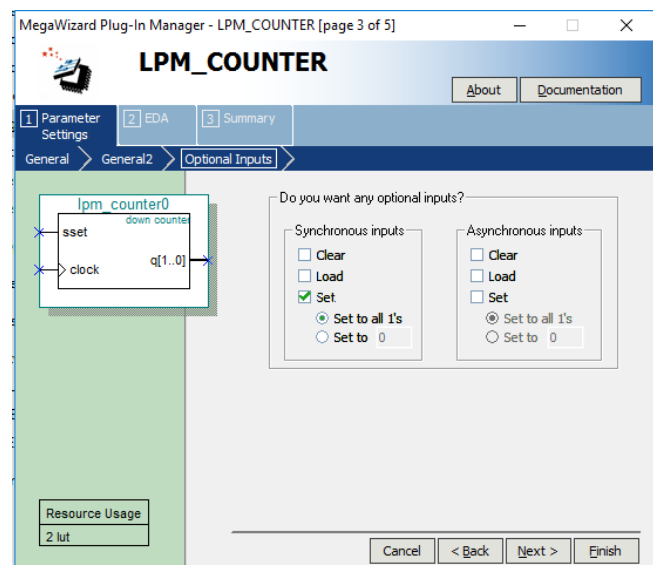 MegaWizard Plug-In Manager - LPM_COUNTER [page 3 of 5]
LPM_COUNTER
About
Documentation
1 Parameter Settings
2 EDA
3 Summary
General
General2
Optional Inputs
lpm_counter0
down counter
sset
clock
q[1..0]
Do you want any optional inputs?
Synchronous inputs
Clear
Load
Set
Set to all 1's
Set to 0
Asynchronous inputs
Clear
Load
Set
Set to all 1's
Set to 0
Resource Usage
2 lut
Cancel
< Back
Next >
Finish